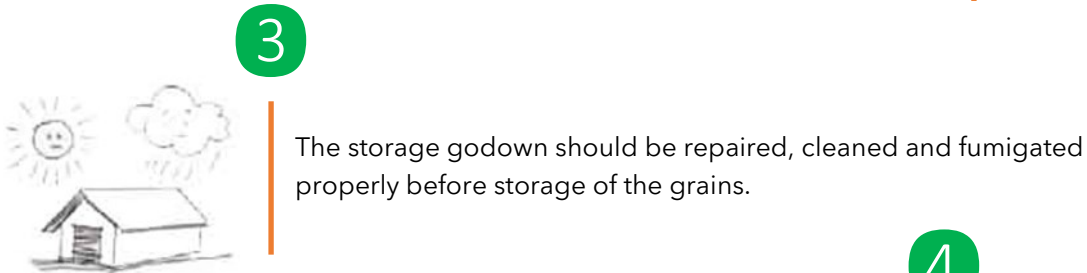 3
The storage godown should be repaired, cleaned and fumigated
properly before storage of the grains.
4